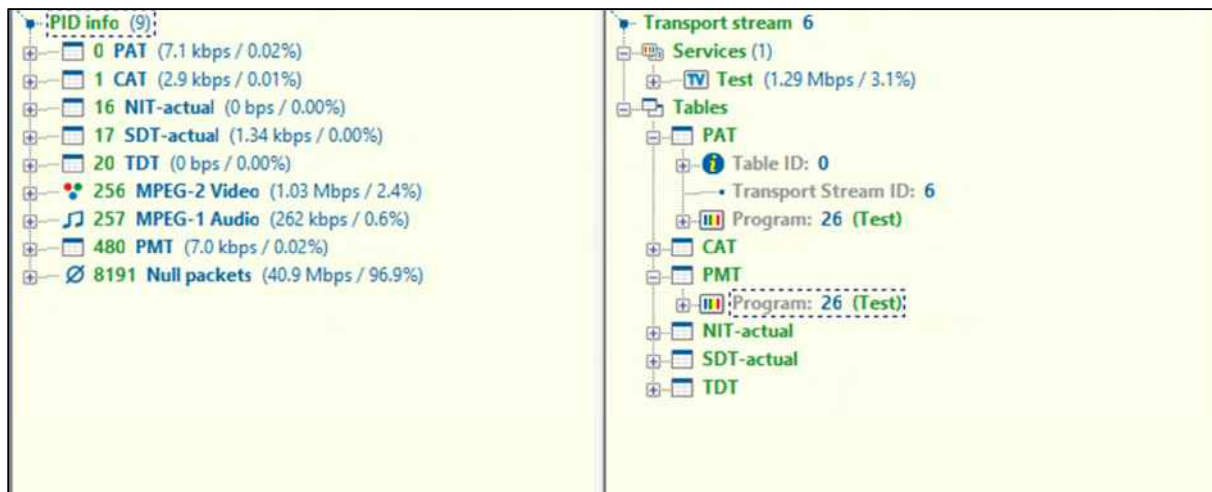 PID info (9)
0 PAT (7.1 kbps / 0.02%)
1 CAT (2.9 kbps / 0.01%)
16 NIT-actual (0 bps / 0.00%)
17 SDT-actual (1.34 kbps / 0.00%)
20 TDT (0 bps / 0.00%)
256 MPEG-2 Video (1.03 Mbps / 2.4%)
257 MPEG-1 Audio (262 kbps / 0.6%)
480 PMT (7.0 kbps / 0.02%)
8191 Null packets (40.9 Mbps / 96.9%)
Transport stream 6
Services (1)
TV Test (1.29 Mbps / 3.1%)
Tables
PAT
Table ID: 0
Transport Stream ID: 6
Program: 26 (Test)
CAT
PMT
Program: 26 (Test)
NIT-actual
SDT-actual
TDT